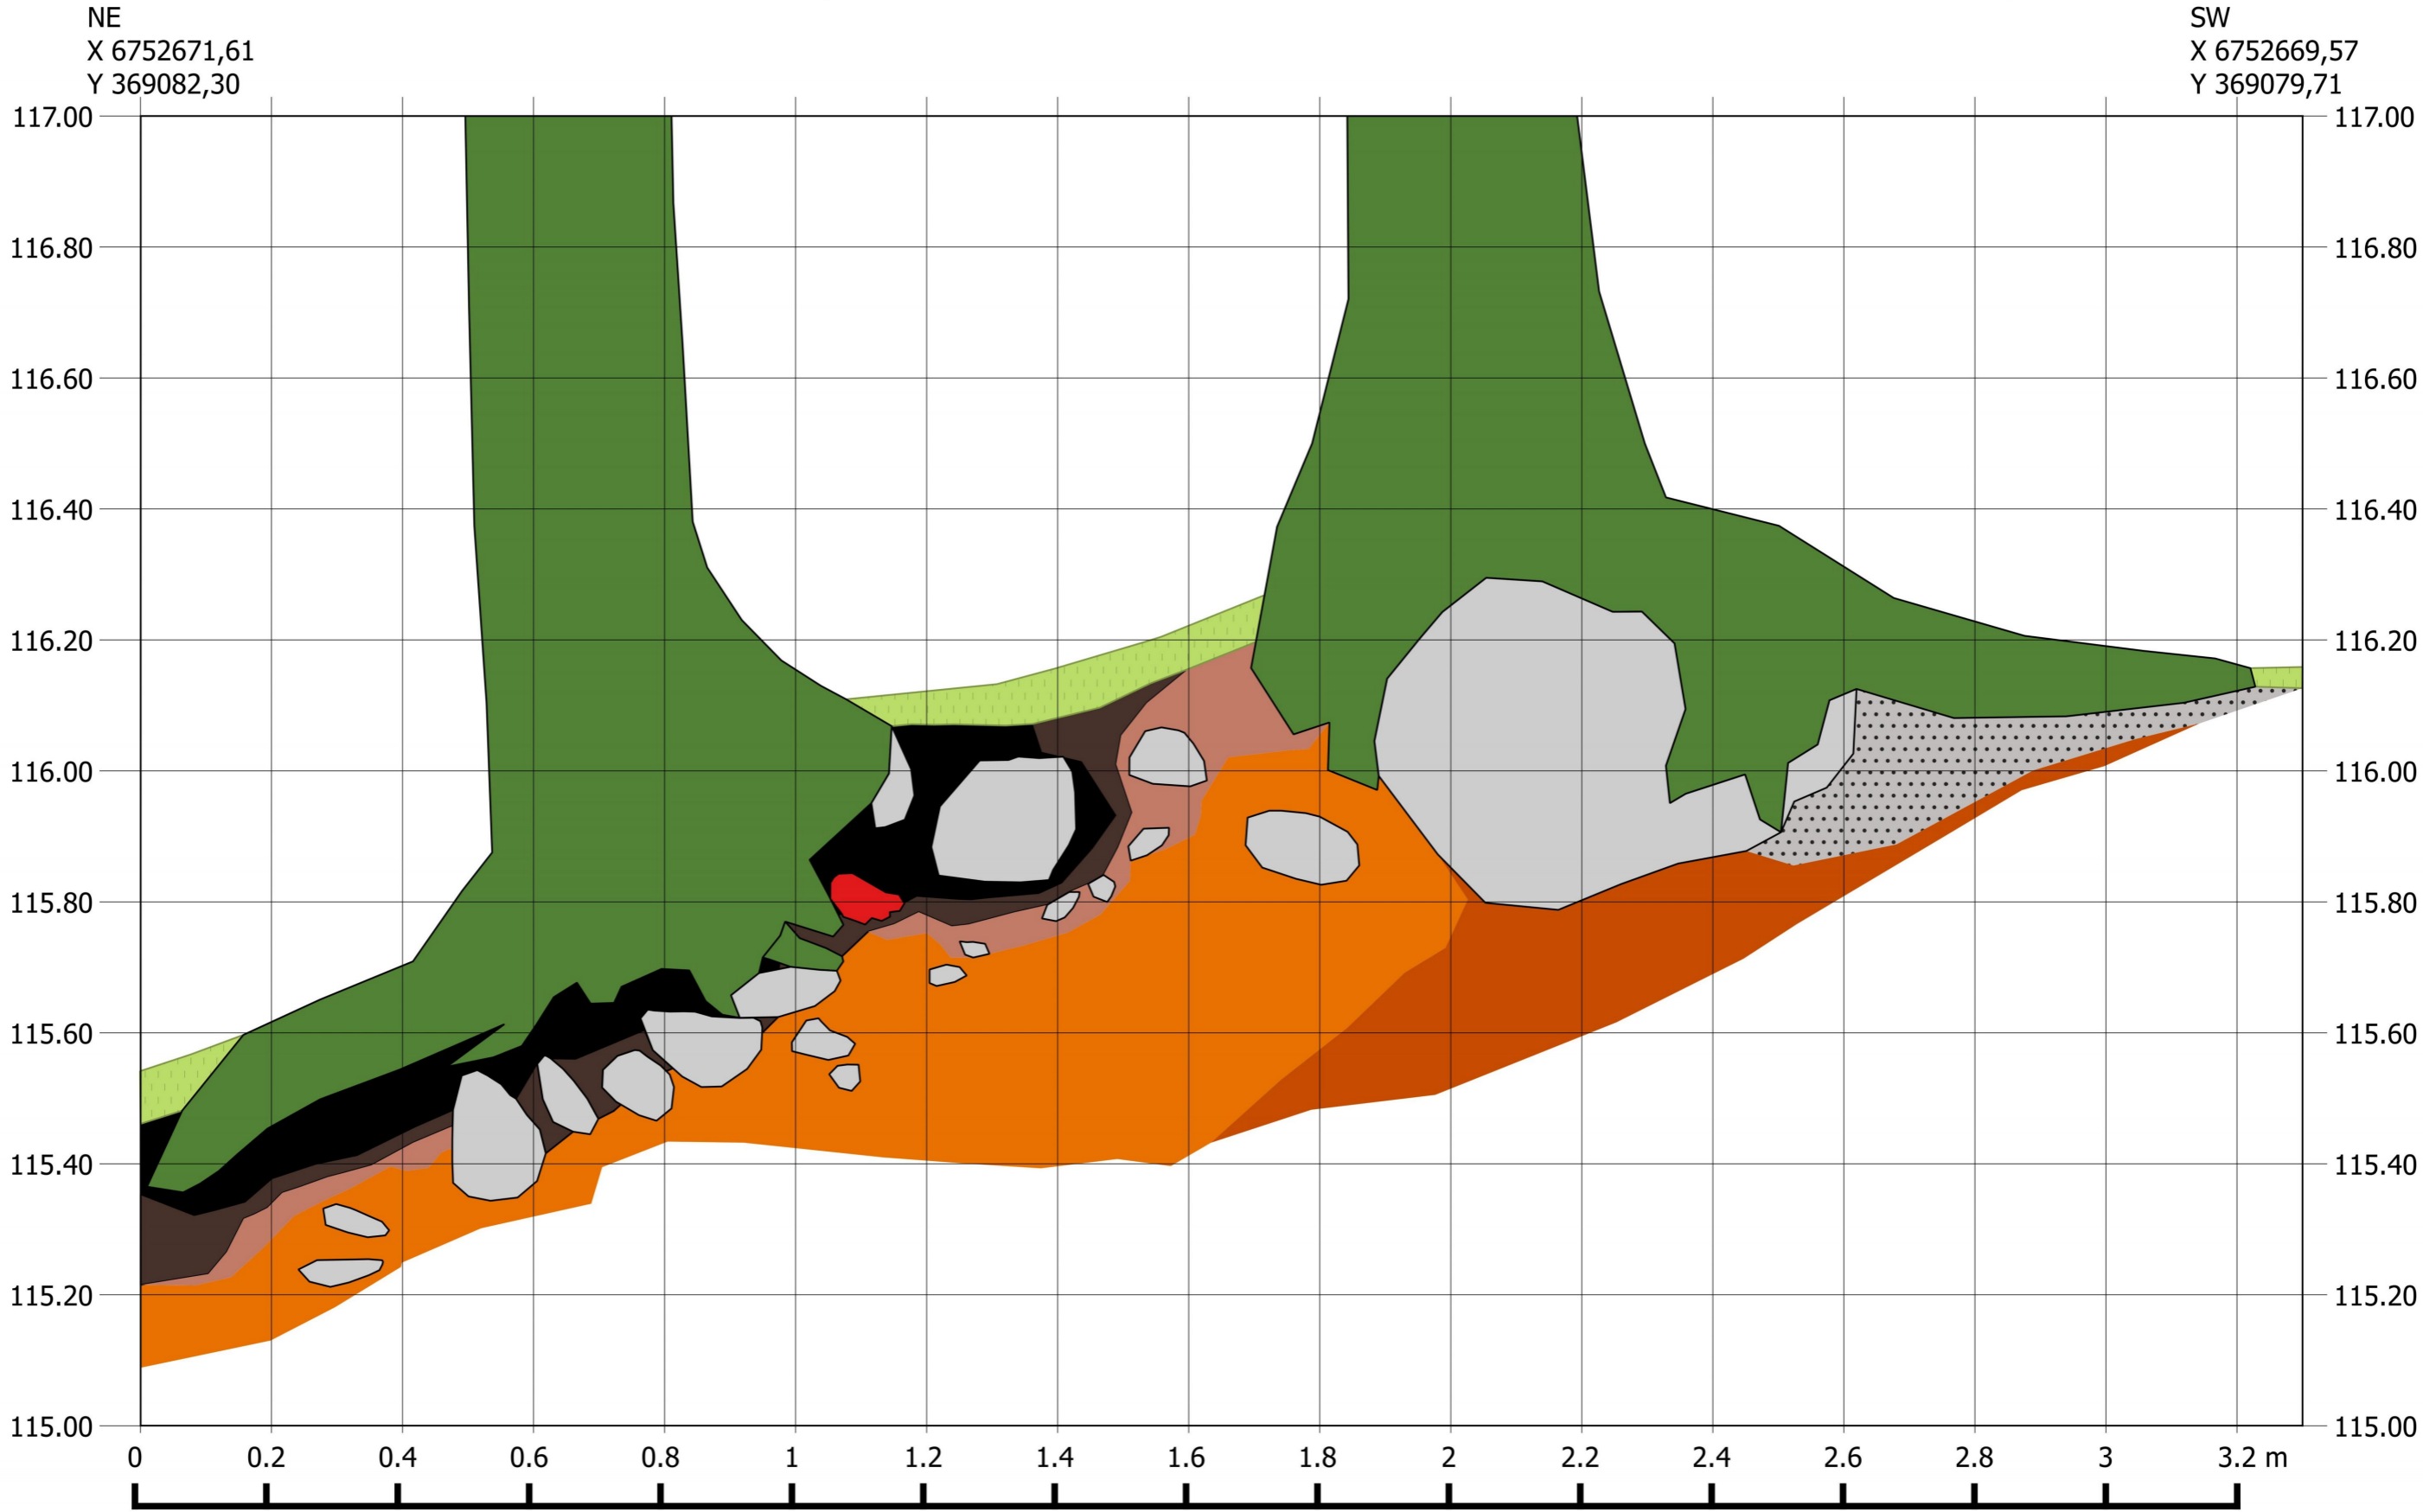 NE
X 6752671,61
Y 369082,30
SW
X 6752669,57
Y 369079,71
117.00 117.00
116.80 116.80
116.60 116.60
116.40 116.40
116.20 116.20
116.00 116.00
115.80 115.80
115.60 115.60
115.40 115.40
115.20 115.20
115.00 115.00
0 0.2 0.4 0.6 0.8 1 1.2 1.4 1.6 1.8 2 2.2 2.4 2.6 2.8 3 3.2 m